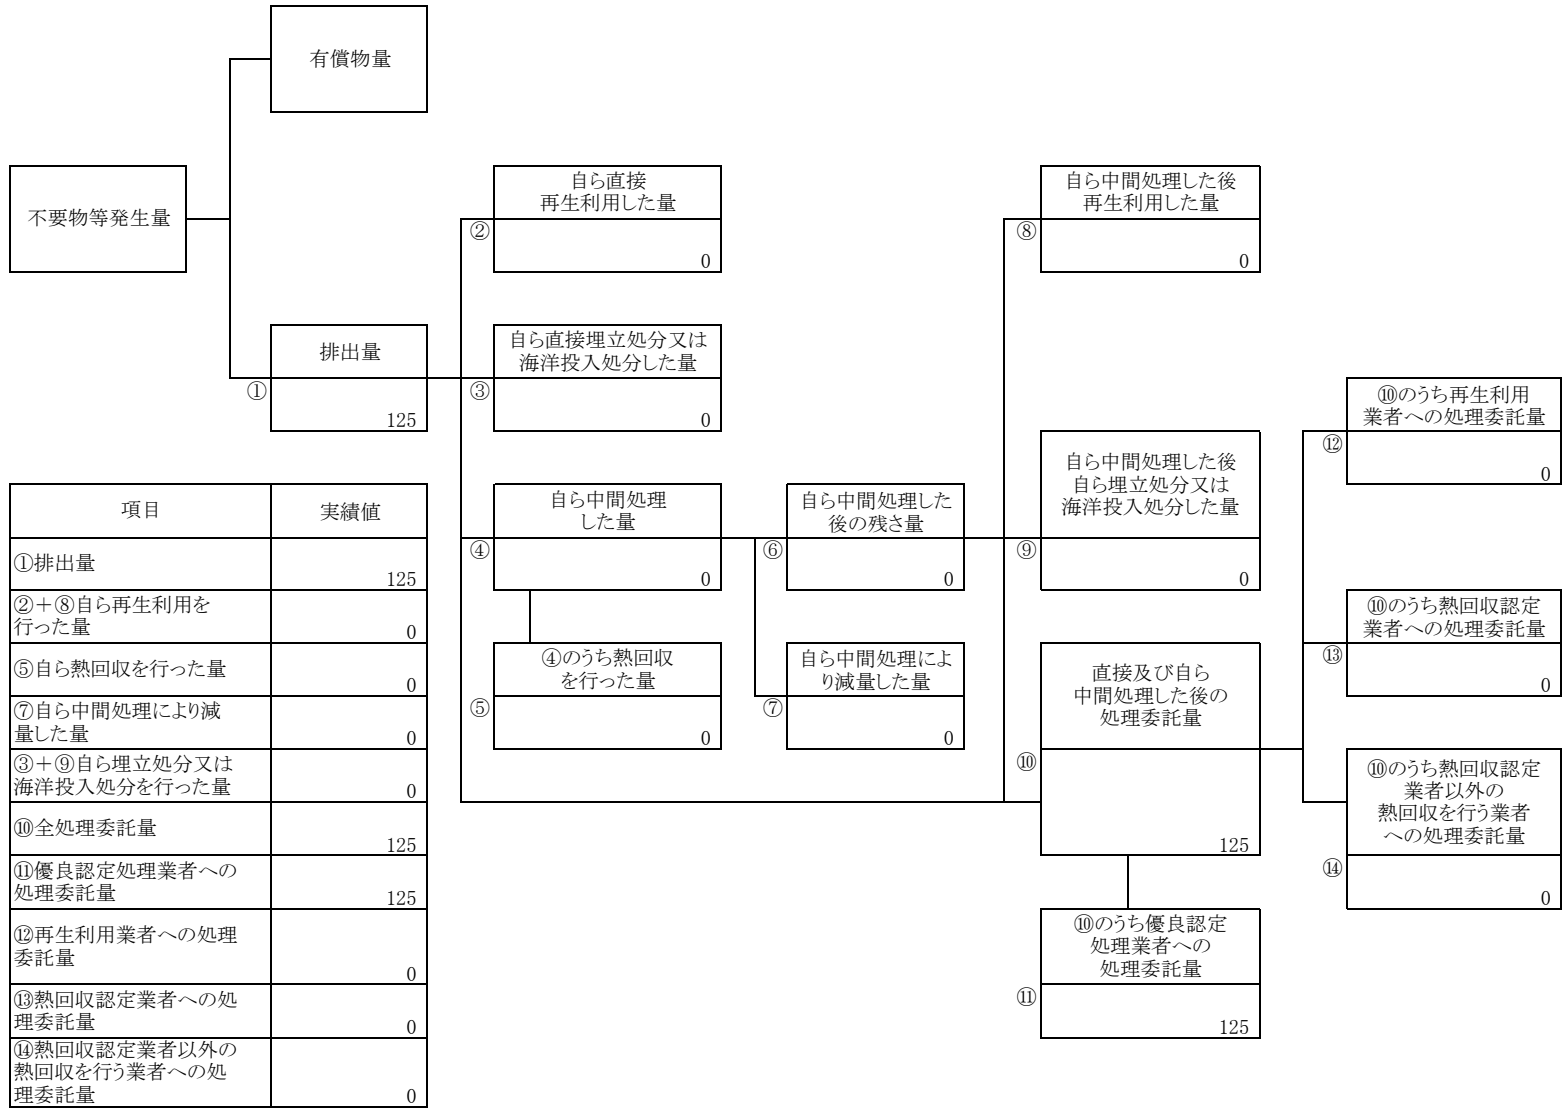 有償物量
不要物等発生量
自ら直接
再生利用した量
②
0
自ら中間処理した後
再生利用した量
⑧
0
排出量
①
125
自ら直接埋立処分又は
海洋投入処分した量
③
0
⑩のうち再生利用
業者への処理委託量
⑫
0
自ら中間処理した後
自ら埋立処分又は
海洋投入処分した量
⑨
0
自ら中間処理
した量
④
0
自ら中間処理した
後の残さ量
⑥
0
⑩のうち熱回収認定
業者への処理委託量
⑬
0
④のうち熱回収
を行った量
⑤
0
自ら中間処理によ
り減量した量
⑦
0
直接及び自ら
中間処理した後の
処理委託量
⑩
125
⑩のうち熱回収認定
業者以外の
熱回収を行う業者
への処理委託量
⑭
0
⑩のうち優良認定
処理業者への
処理委託量
⑪
125
項目 実績値
①排出量
125
②＋⑧自ら再生利用を
行った量
0
⑤自ら熱回収を行った量
0
⑦自ら中間処理により減
量した量
0
③＋⑨自ら埋立処分又は
海洋投入処分を行った量
0
⑩全処理委託量
125
⑪優良認定処理業者への
処理委託量
125
⑫再生利用業者への処理
委託量
0
⑬熱回収認定業者への処
理委託量
0
⑭熱回収認定業者以外の
熱回収を行う業者への処
理委託量
0